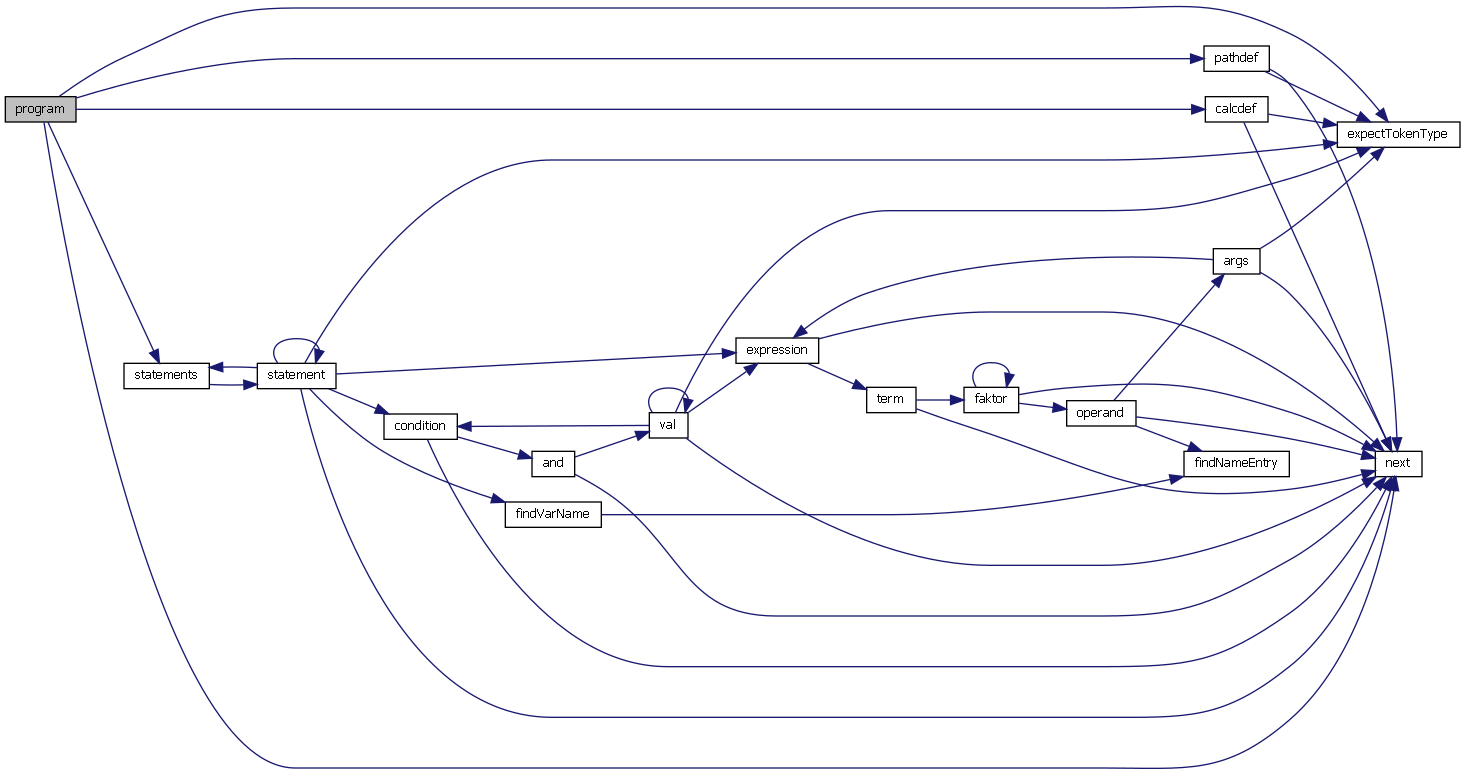 program
pathdef
calcdef
expectTokenType
args
expression
statements
statement
term
faktor
operand
condition
val
and
findNameEntry
next
findVarName